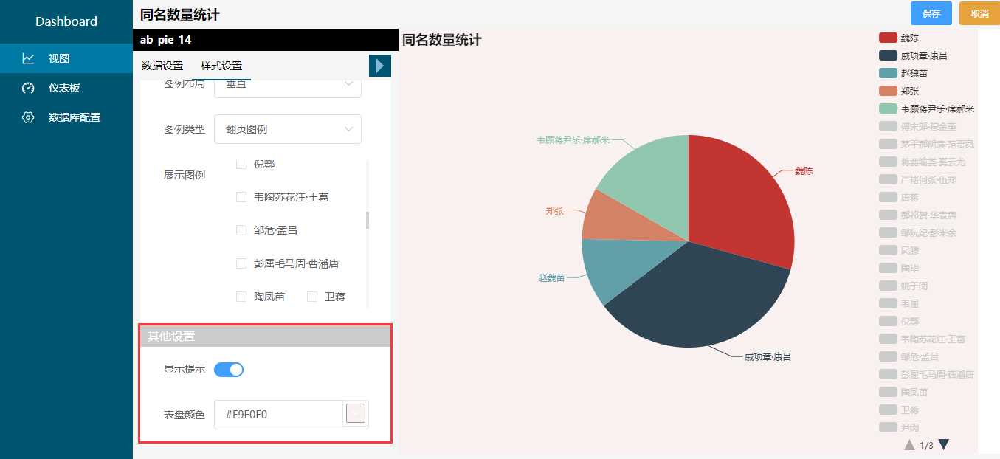 Dashboard
视图
仪表板
数据库配置
同名数量统计
保存
取消
ab_pie_14
数据设置
样式设置
图例布局
垂直
图例类型
翻页图例
展示图例
倪酆
韦陶苏花汪·王葛
邹危·孟吕
彭屈毛马周·曹潘唐
陶凤苗
卫蒋
其他设置
显示提示
表盘颜色
#F9F0F0
同名数量统计
韦顾蒋尹乐·席郝米
魏陈
郑张
赵魏苗
戚项章·康吕
魏陈
戚项章·康吕
赵魏苗
郑张
韦顾蒋尹乐·席郝米
傅宋郎·穆金董
茅平郝明袁·范贾凤
蒋费喻娄·奚云尤
严褚何张·伍郑
唐蒋
郝祁贺·华袁唐
邹阮纪·彭米余
凤滕
陶毕
姚于闵
韦屈
倪酆
韦陶苏花汪·王葛
邹危·孟吕
彭屈毛马周·曹潘唐
陶凤苗
卫蒋
尹闵
1/3